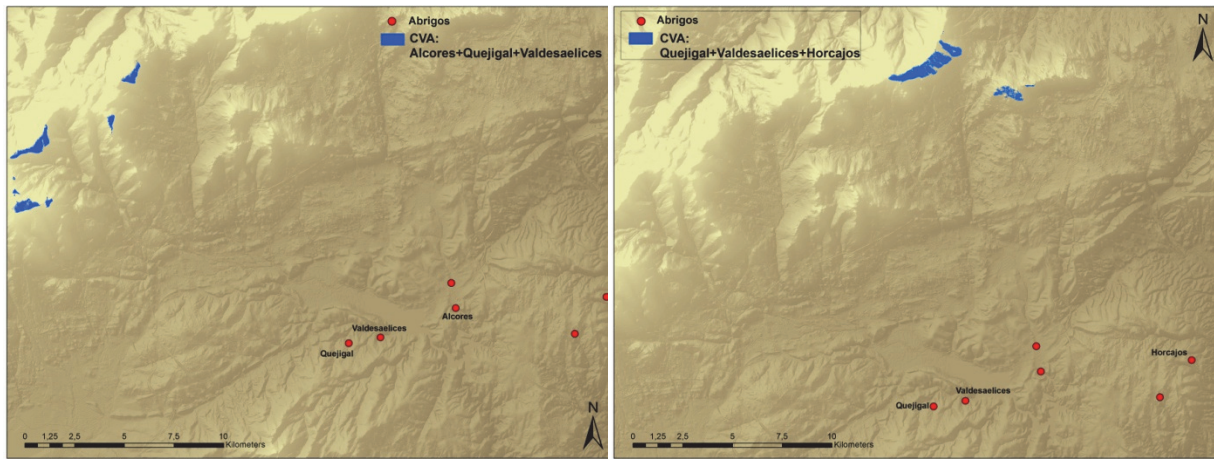 Abrigos
CVA:
Alcores+Quejigal+Valdesaelices
Alcores
Valdesaelices
Quejigal
N
0 1,25 2,5 5 7,5 10
Kilometers
Abrigos
CVA:
Quejigal+Valdesaelices+Horcajos
N
Horcajos
Valdesaelices
Quejigal
0 1,25 2,5 5 7,5 10
Kilometers